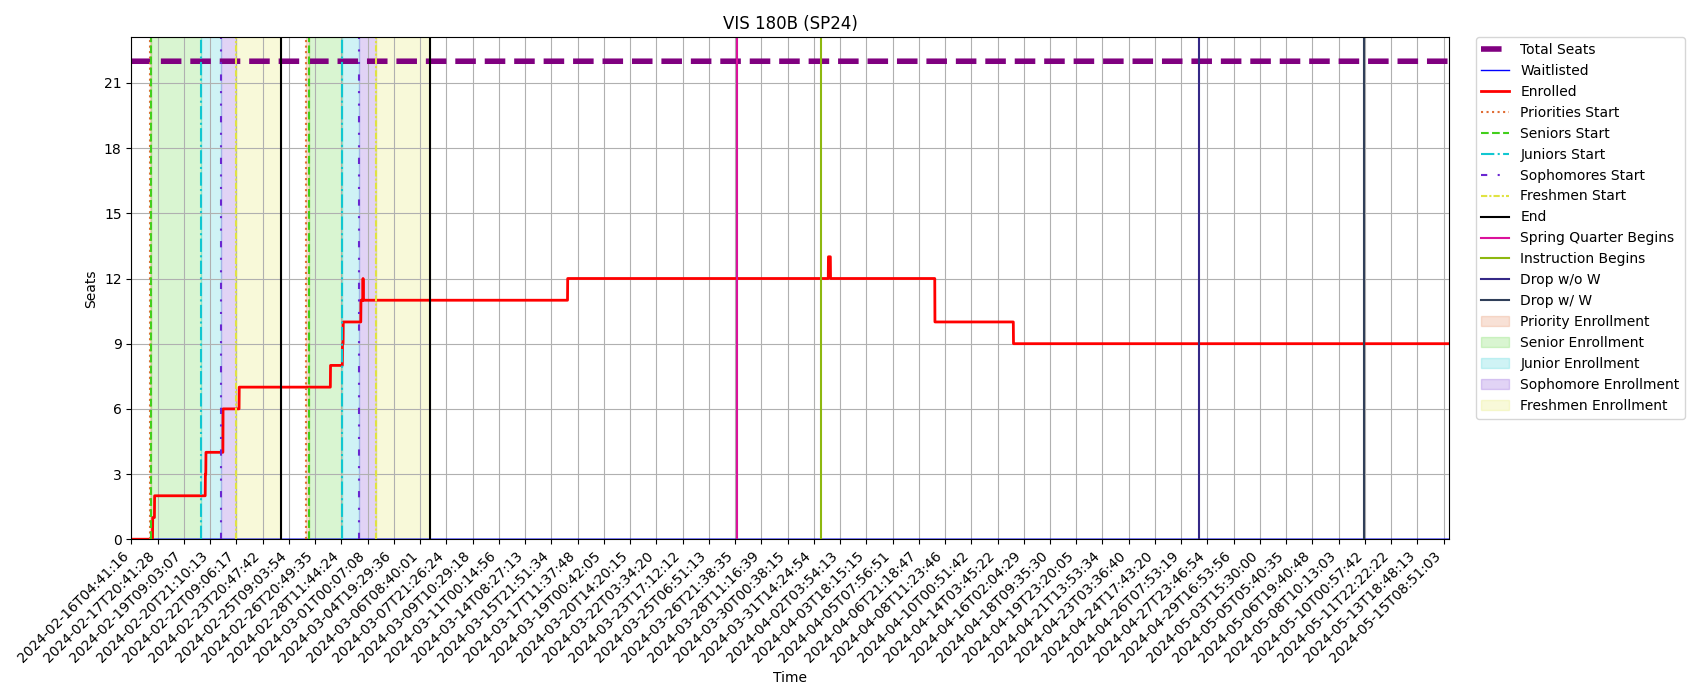 VIS 180B (SP24)
Seats
21
18
15
12
9
6
3
0
2024-02-16T04:41:16
2024-02-17T20:41:28
2024-02-19T09:03:07
2024-02-20T21:10:13
2024-02-22T09:06:17
2024-02-23T20:47:42
2024-02-25T09:03:54
2024-02-26T20:49:35
2024-02-28T11:44:24
2024-03-01T00:07:08
2024-03-04T19:29:36
2024-03-06T08:40:01
2024-03-07T21:26:24
2024-03-09T10:29:18
2024-03-11T00:14:56
2024-03-14T08:27:13
2024-03-15T21:51:34
2024-03-17T11:37:48
2024-03-19T00:42:05
2024-03-20T14:20:15
2024-03-22T03:34:20
2024-03-23T17:12:12
2024-03-25T06:51:13
2024-03-26T21:38:35
2024-03-28T11:16:39
2024-03-30T00:38:15
2024-03-31T14:24:54
2024-04-02T03:54:13
2024-04-03T18:15:15
2024-04-05T07:56:51
2024-04-06T21:18:47
2024-04-08T11:23:46
2024-04-10T00:51:42
2024-04-14T03:45:22
2024-04-16T02:04:29
2024-04-18T09:35:30
2024-04-19T23:20:05
2024-04-21T13:53:34
2024-04-23T03:36:40
2024-04-24T17:43:20
2024-04-26T07:53:19
2024-04-27T23:46:54
2024-04-29T16:53:56
2024-05-03T15:30:00
2024-05-05T05:40:35
2024-05-06T19:40:48
2024-05-08T10:13:03
2024-05-10T00:57:42
2024-05-11T22:22:22
2024-05-13T18:48:13
2024-05-15T08:51:03
Time
Total Seats
Waitlisted
Enrolled
Priorities Start
Seniors Start
Juniors Start
Sophomores Start
Freshmen Start
End
Spring Quarter Begins
Instruction Begins
Drop w/o W
Drop w/ W
Priority Enrollment
Senior Enrollment
Junior Enrollment
Sophomore Enrollment
Freshmen Enrollment